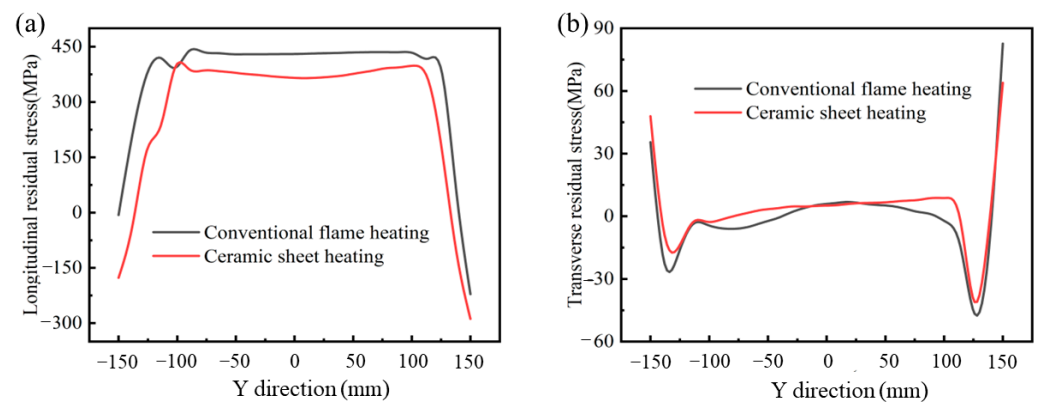 (a)
Longitudinal residual stress(MPa)
450
300
150
0
−150
−300
Conventional flame heating
Ceramic sheet heating
−150 −100 −50 0 50 100 150
Y direction (mm)
(b)
Transverse residual stress(MPa)
90
60
30
0
−30
−60
Conventional flame heating
Ceramic sheet heating
−150 −100 −50 0 50 100 150
Y direction (mm)